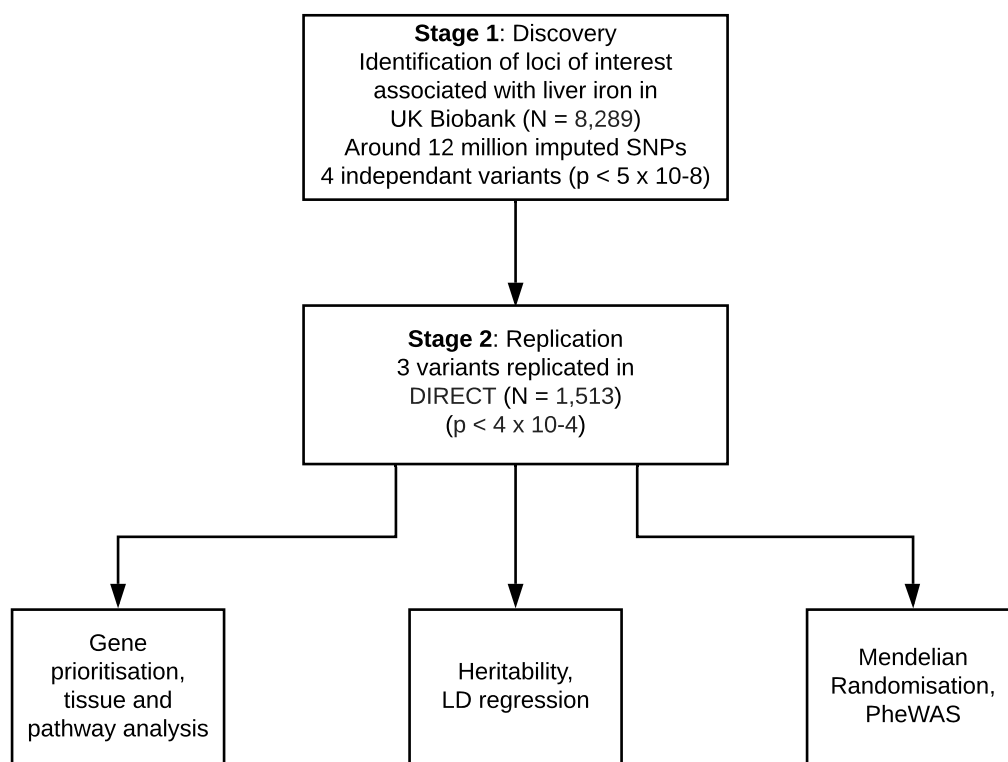 Stage 1: Discovery
Identification of loci of interest
associated with liver iron in
UK Biobank (N = 8,289)
Around 12 million imputed SNPs
4 independant variants (p < 5 x 10-8)
Stage 2: Replication
3 variants replicated in
DIRECT (N = 1,513)
(p < 4 x 10-4)
Gene
prioritisation,
tissue and
pathway analysis
Heritability,
LD regression
Mendelian
Randomisation,
PheWAS